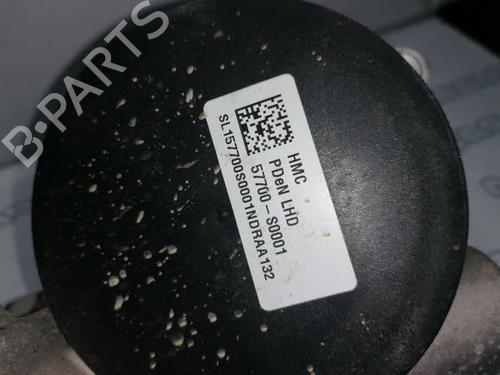 HMC
PDeN LHD
57700-S0001
SL157700S0001NDRAA132
B-PARTS